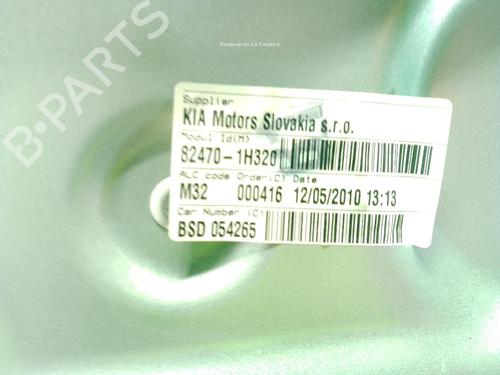 Desguaces La Cabaña
B-PARTS
Supplier
KIA Motors Slovakia s.r.o.
Modul Id(M)
82470-1H320
ALC code Order(C) Date
M32 000416 12/05/2010 13:13
Car Number (C)
BSD 054265